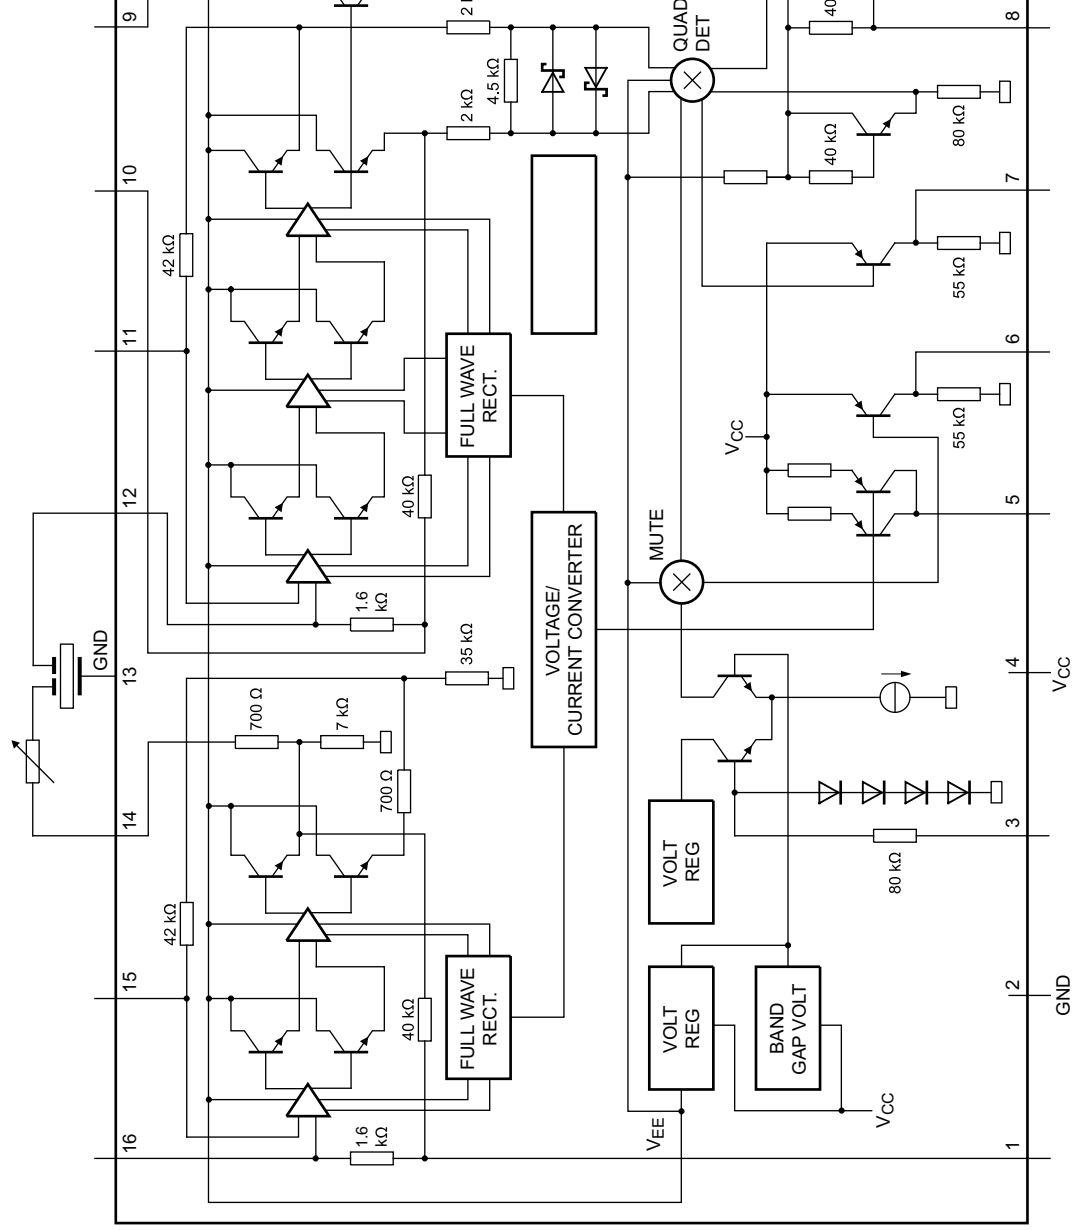 9
2 k
QUAD
DET
40
8
4.5 kΩ
2 kΩ
40 kΩ
80 kΩ
10
7
42 kΩ
55 kΩ
11
FULL WAVE
RECT.
6
VCC
55 kΩ
12
40 kΩ
MUTE
5
VOLTAGE/
CURRENT CONVERTER
1.6
kΩ
GND
13
35 kΩ
4
VCC
700 Ω
7 kΩ
700 Ω
14
VOLT
REG
3
80 kΩ
42 kΩ
15
40 kΩ
FULL WAVE
RECT.
VOLT
REG
BAND
GAP VOLT
2
GND
VEE
VCC
16
1.6
kΩ
1